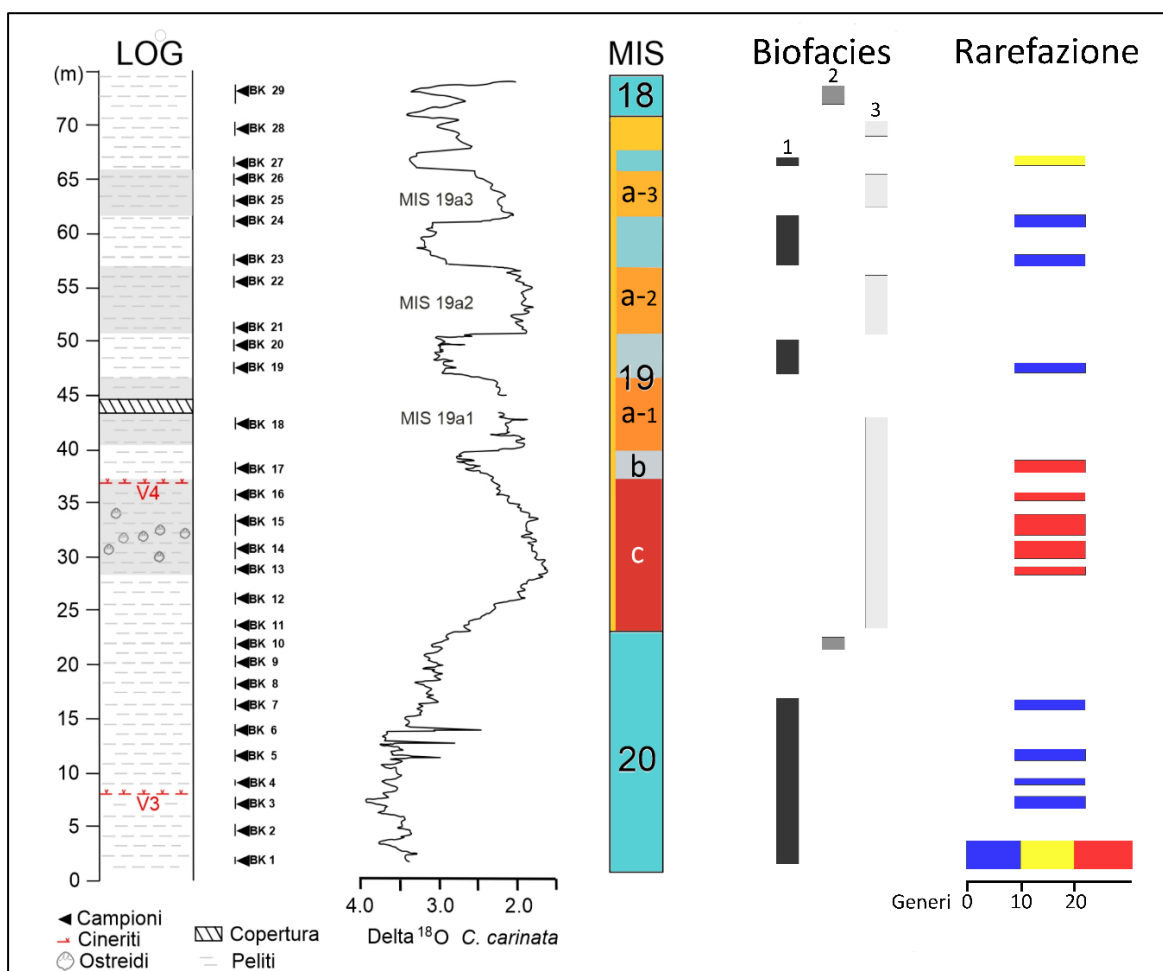 LOG
MIS
Biofacies
Rarefazione
(m)
70
65
60
55
50
45
40
35
30
25
20
15
10
5
0
BK 29
BK 28
BK 27
BK 26
BK 25
BK 24
BK 23
BK 22
BK 21
BK 20
BK 19
BK 18
BK 17
BK 16
BK 15
BK 14
BK 13
BK 12
BK 11
BK 10
BK 9
BK 8
BK 7
BK 6
BK 5
BK 4
BK 3
BK 2
BK 1
V4
V3
MIS 19a3
MIS 19a2
MIS 19a1
18
a-3
a-2
19
a-1
b
c
20
2
3
1
4.0 3.0 2.0
Delta 18O C. carinata
Generi 0 10 20
Campioni
Cineriti
Ostreidi
Copertura
Peliti